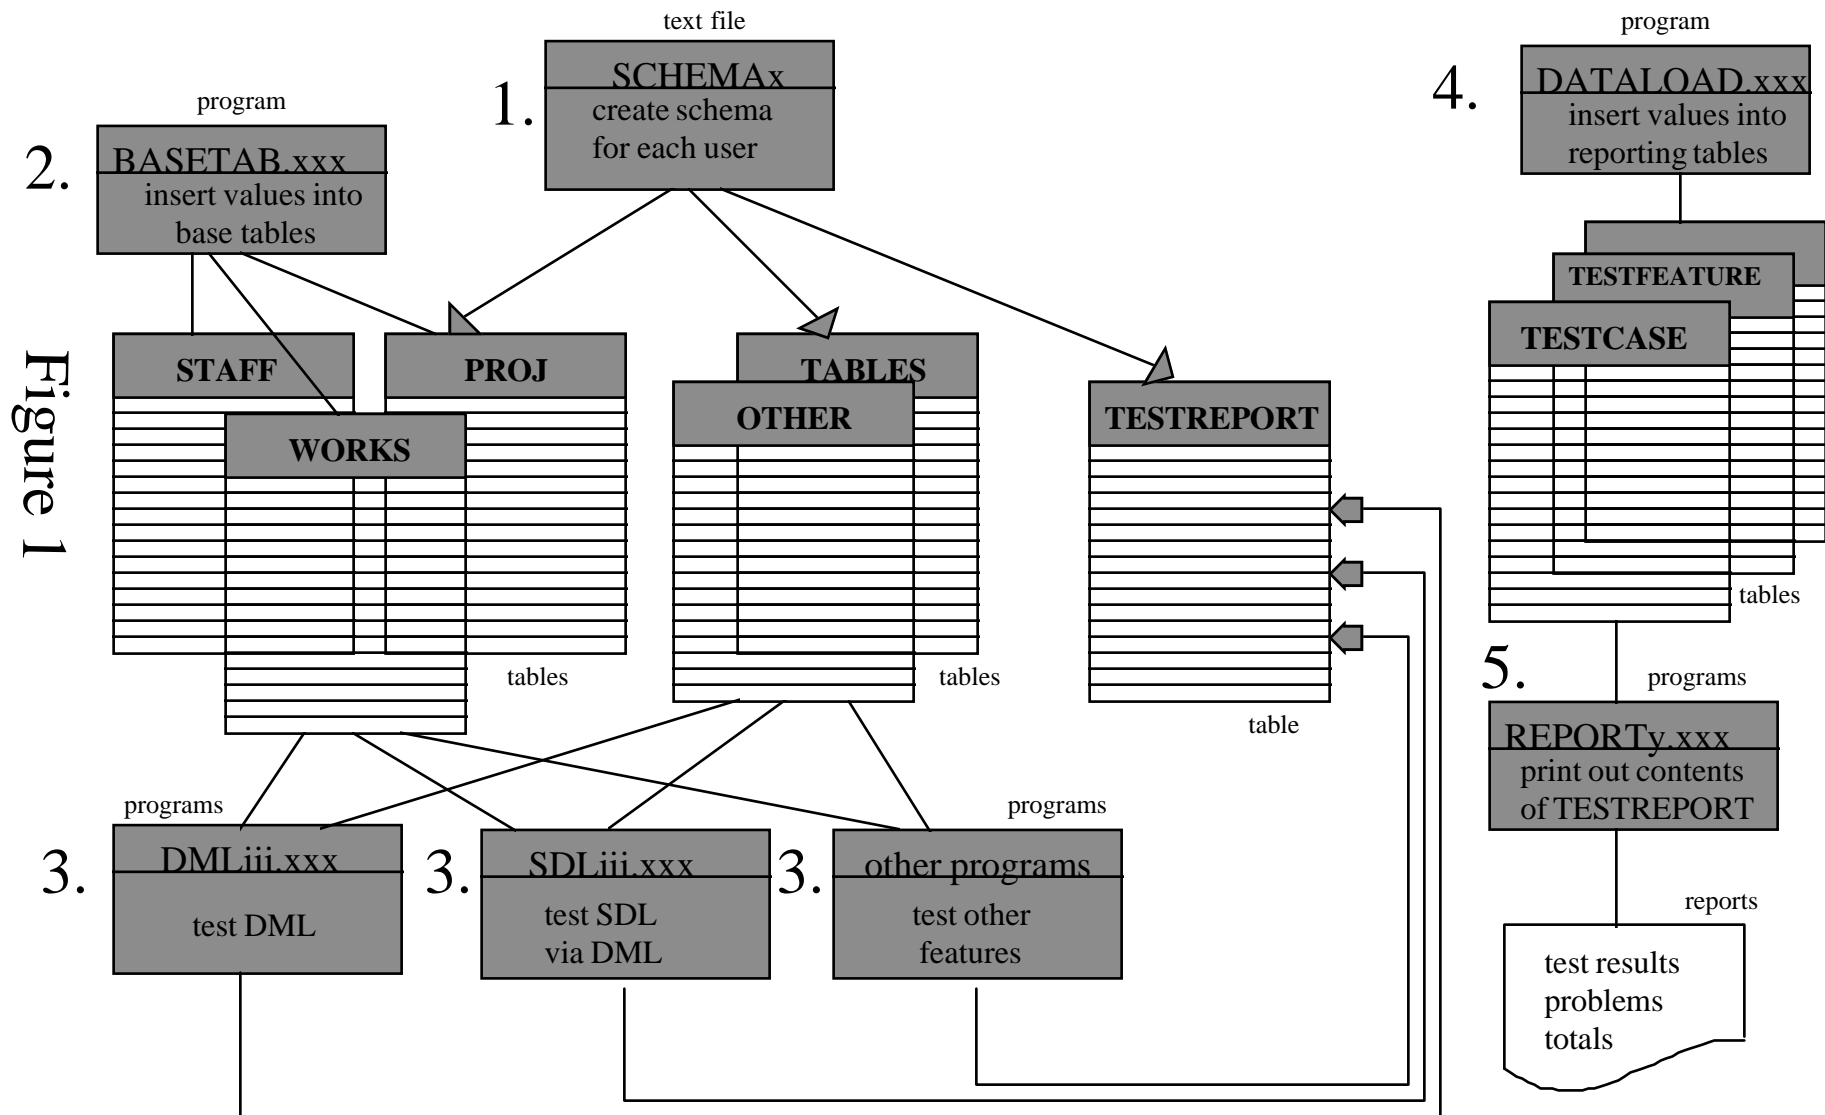 text file
1.
SCHEMAx
create schema
for each user
program
2.
BASETAB.xxx
insert values into
base tables
program
4.
DATALOAD.xxx
insert values into
reporting tables
Figure 1
STAFF
PROJ
WORKS
tables
TABLES
OTHER
tables
TESTREPORT
table
TESTFEATURE
TESTCASE
tables
programs
3.
DMLiii.xxx
test DML
3.
SDLiii.xxx
test SDL
via DML
programs
3.
other programs
test other
features
5.
programs
REPORTy.xxx
print out contents
of TESTREPORT
reports
test results
problems
totals